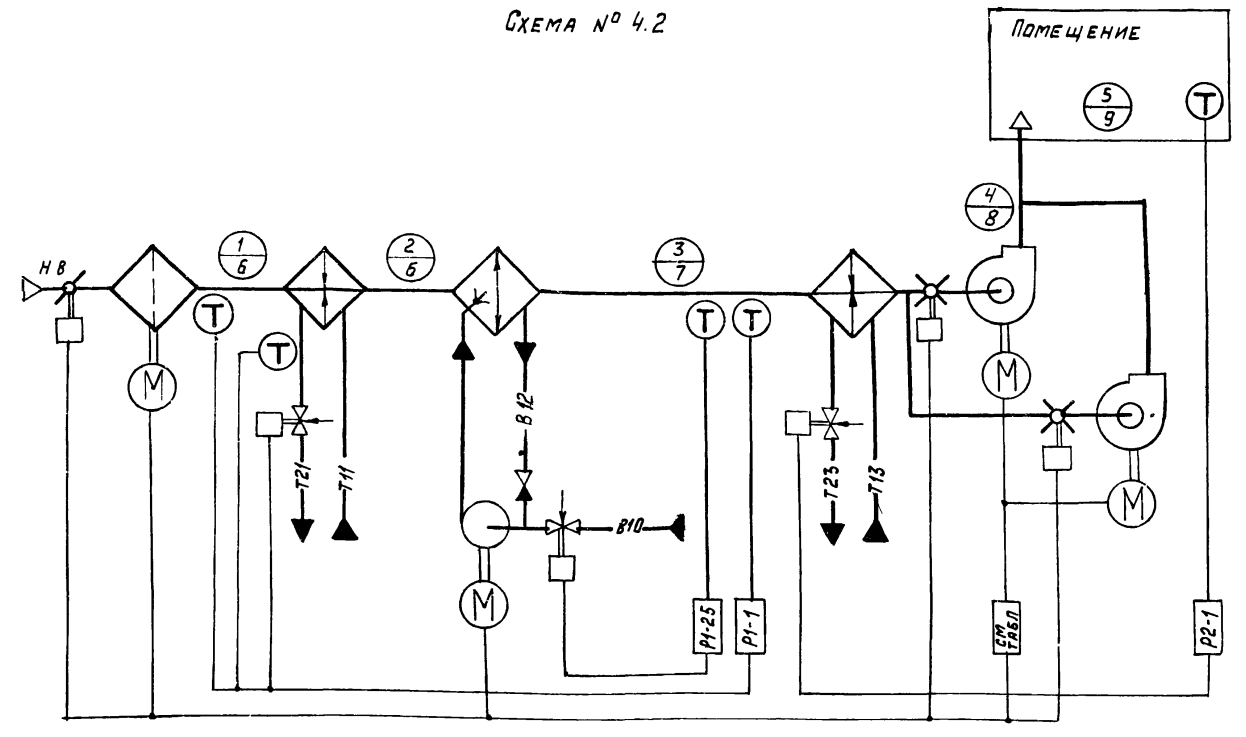 Схема № 4.2
Помещение
5
9
Т
4
8
НВ
1
6
2
6
3
7
Т
Т
Т
Т
М
М
М
М
Т21
Т11
В12
В10
Т23
Т13
Р1-25
Р1-1
СМ
ТАБЛ
Р2-1